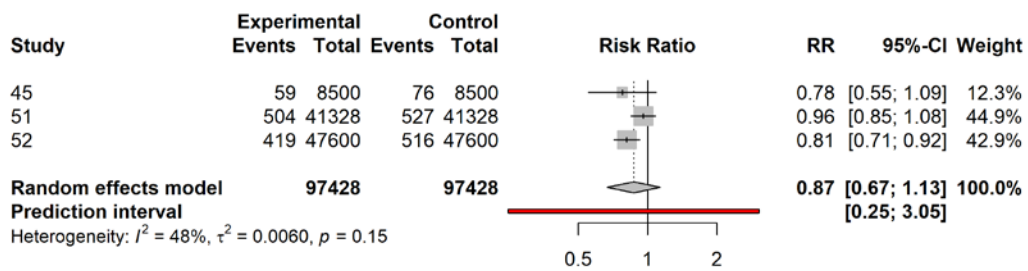 Experimental Control
Study Events Total Events Total Risk Ratio RR 95%-CI Weight
45 59 8500 76 8500 0.78 [0.55; 1.09] 12.3%
51 504 41328 527 41328 0.96 [0.85; 1.08] 44.9%
52 419 47600 516 47600 0.81 [0.71; 0.92] 42.9%
Random effects model 97428 97428 0.87 [0.67; 1.13] 100.0%
Prediction interval [0.25; 3.05]
Heterogeneity: I² = 48%, τ² = 0.0060, p = 0.15
0.5 1 2